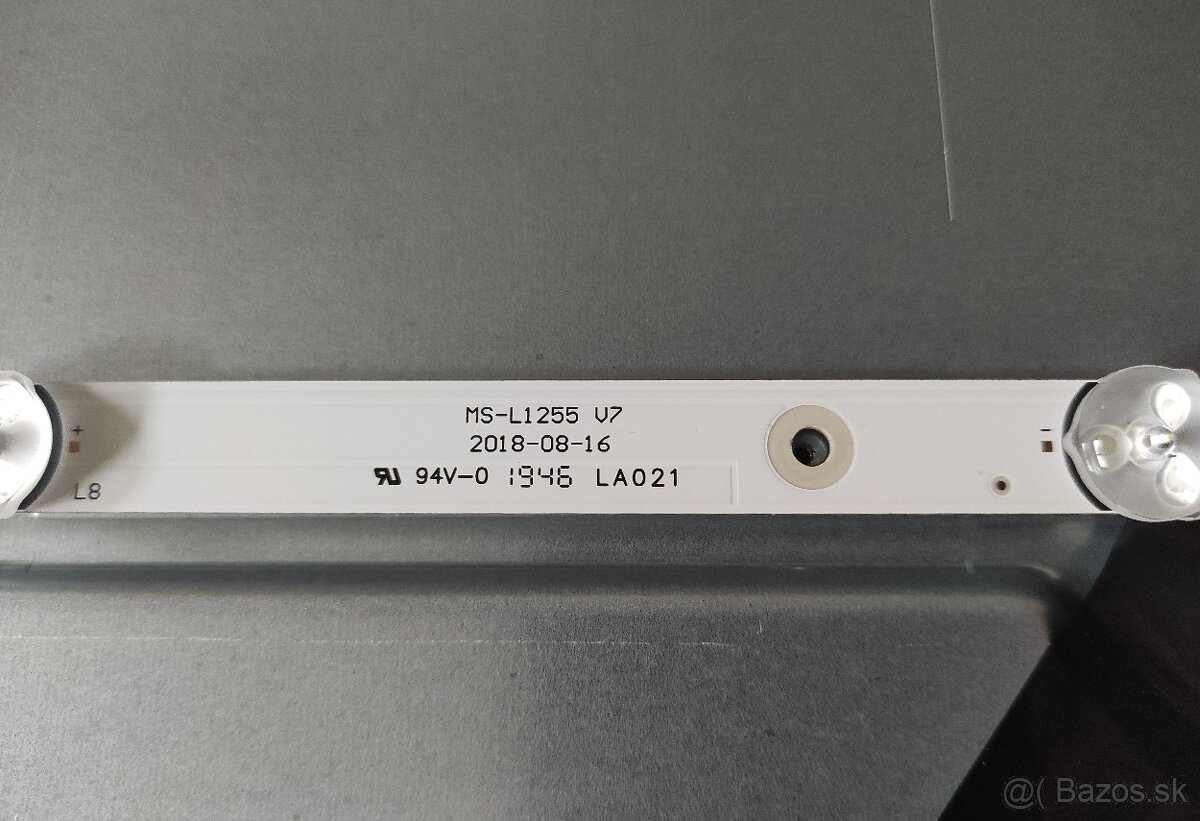 MS-L1255 V7
2018-08-16
94V-0 1946 LA021
+
-
L8
@( Bazos.sk